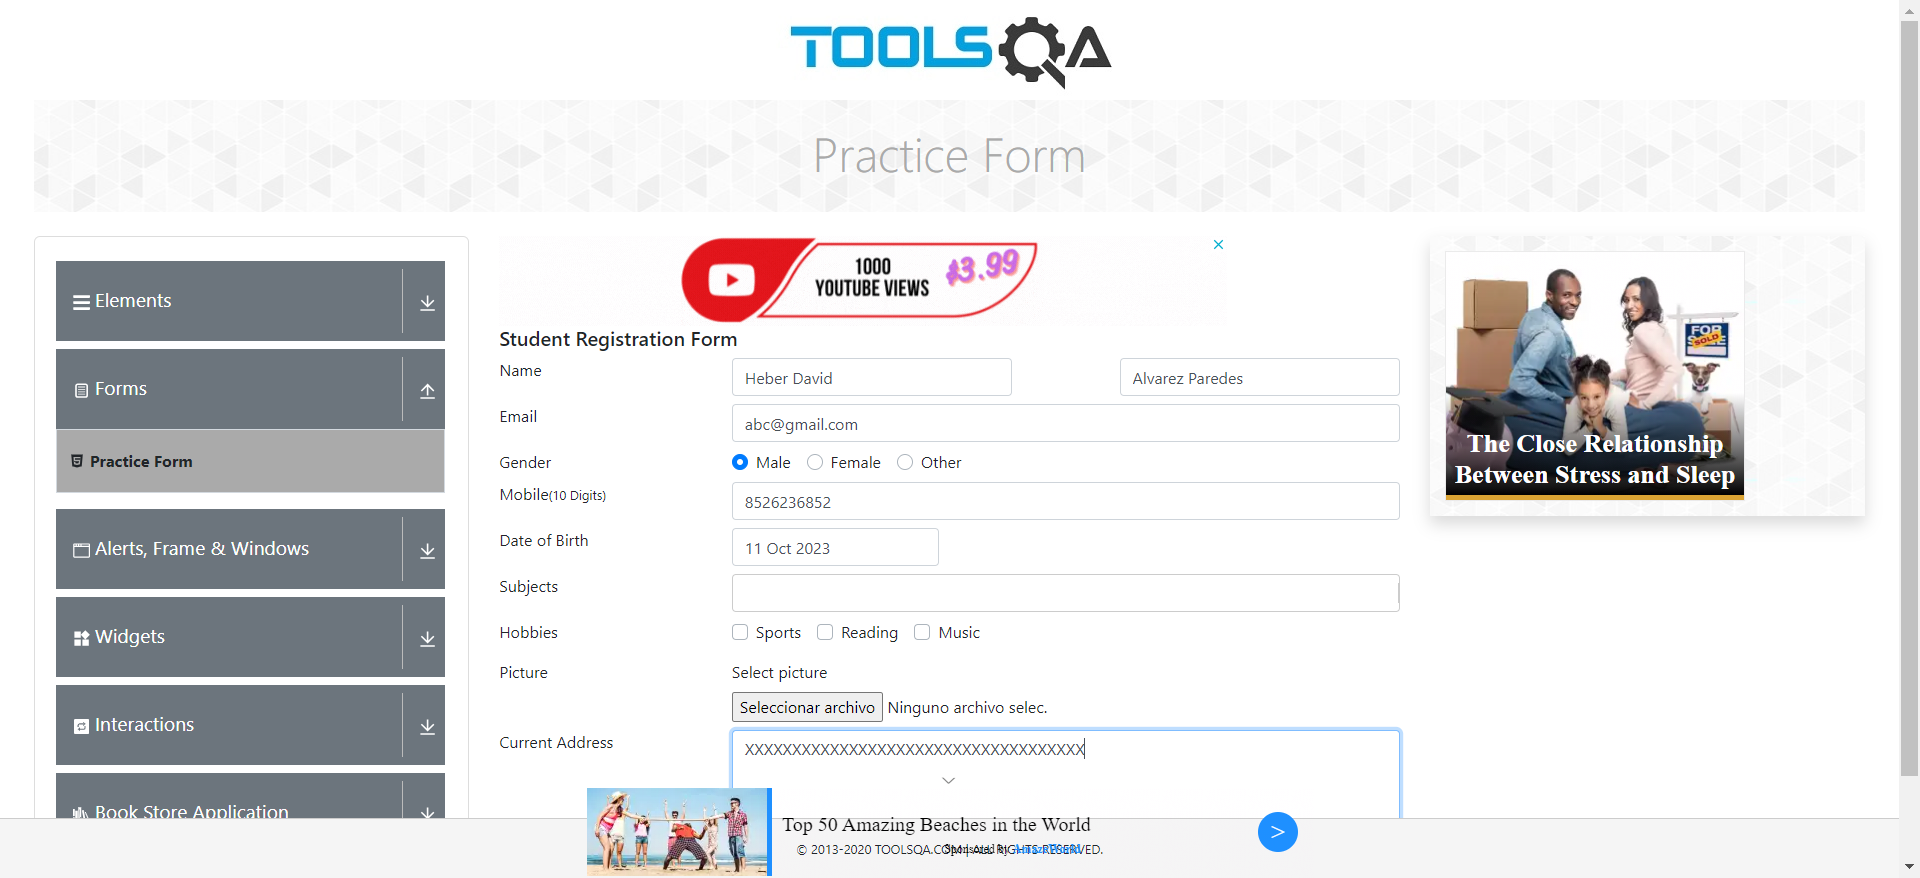 TOOLSQA
Practice Form
Elements
Forms
Practice Form
Alerts, Frame & Windows
Widgets
Interactions
Book Store Application
1000
YOUTUBE VIEWS
$3.99
Student Registration Form
Name
Heber David
Alvarez Paredes
Email
abc@gmail.com
Gender
Male
Female
Other
Mobile(10 Digits)
8526236852
Date of Birth
11 Oct 2023
Subjects
Hobbies
Sports
Reading
Music
Picture
Select picture
Seleccionar archivo
Ninguno archivo selec.
Current Address
XXXXXXXXXXXXXXXXXXXXXXXXXXXXXXXXXXXX
FOR
SOLD
The Close Relationship
Between Stress and Sleep
Top 50 Amazing Beaches in the World
>
© 2013-2020 TOOLSQA.COM | ALL RIGHTS RESERVED.